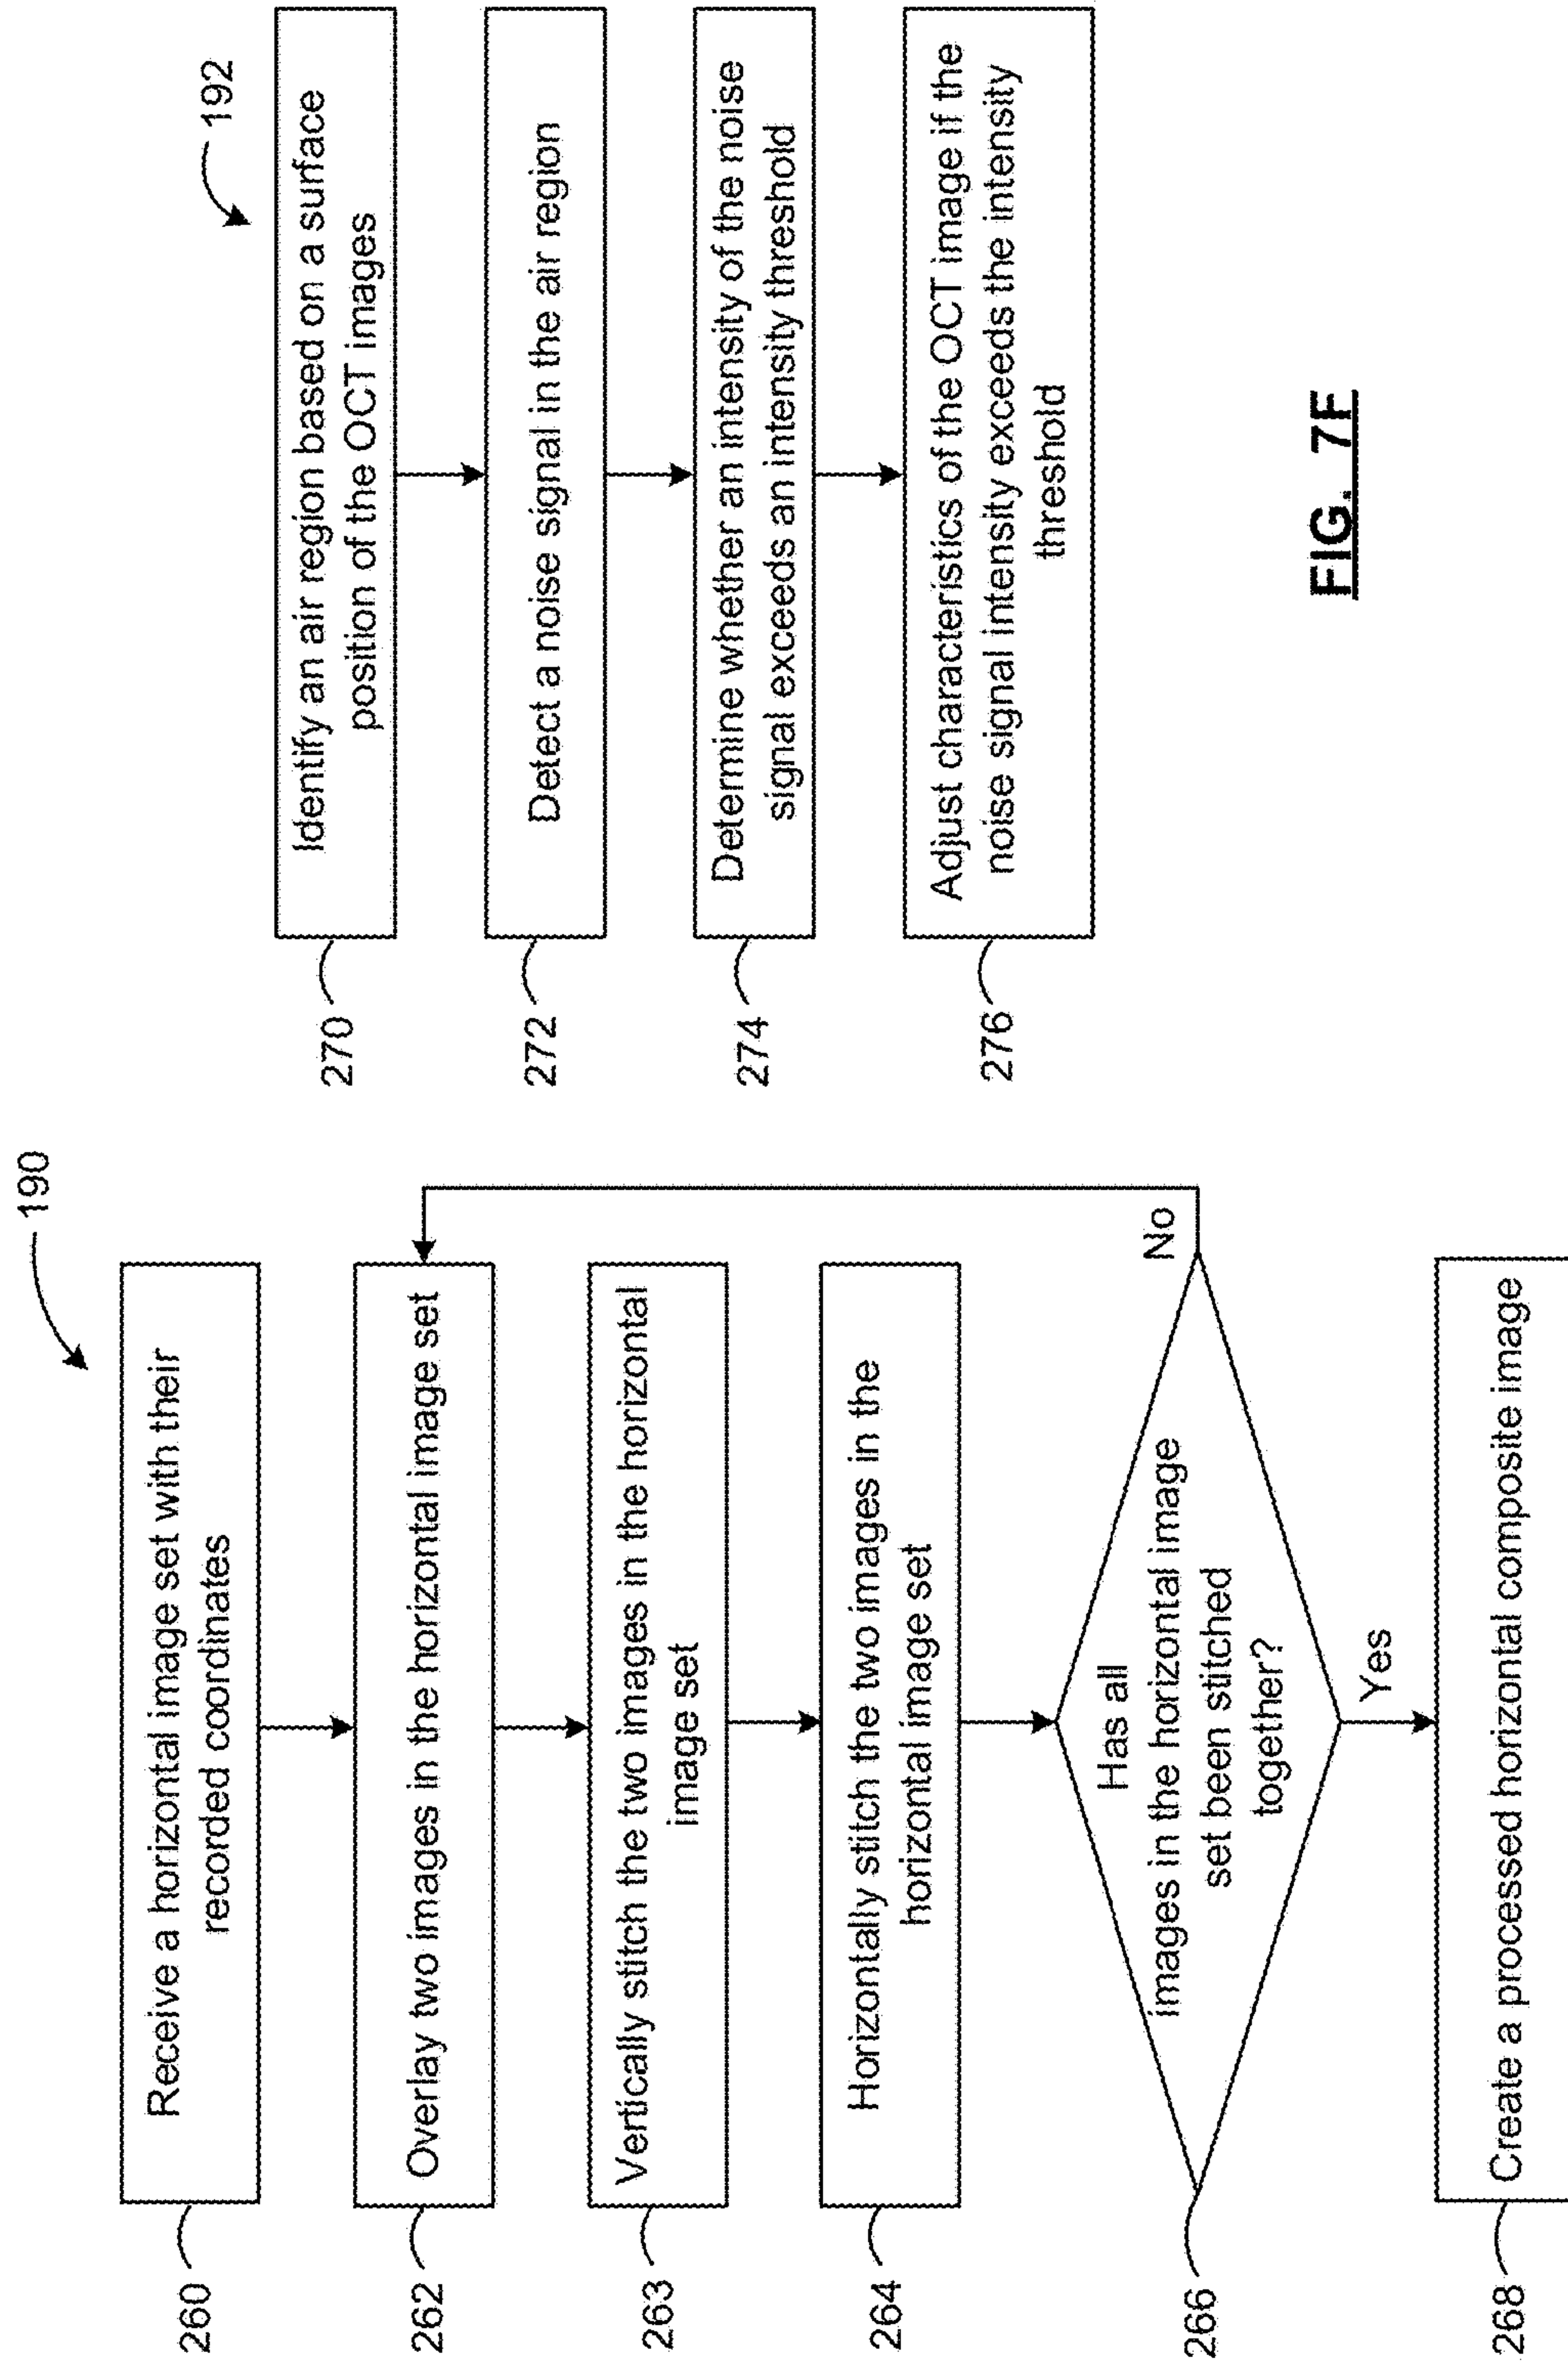 190
260
Receive a horizontal image set with their
recorded coordinates
262
Overlay two images in the horizontal image set
263
Vertically stitch the two images in the horizontal
image set
264
Horizontally stitch the two images in the
horizontal image set
266
Has all
images in the horizontal image
set been stitched
together?
No
Yes
268
Create a processed horizontal composite image
192
270
Identify an air region based on a surface
position of the OCT images
272
Detect a noise signal in the air region
274
Determine whether an intensity of the noise
signal exceeds an intensity threshold
276
Adjust characteristics of the OCT image if the
noise signal intensity exceeds the intensity
threshold
FIG. 7F